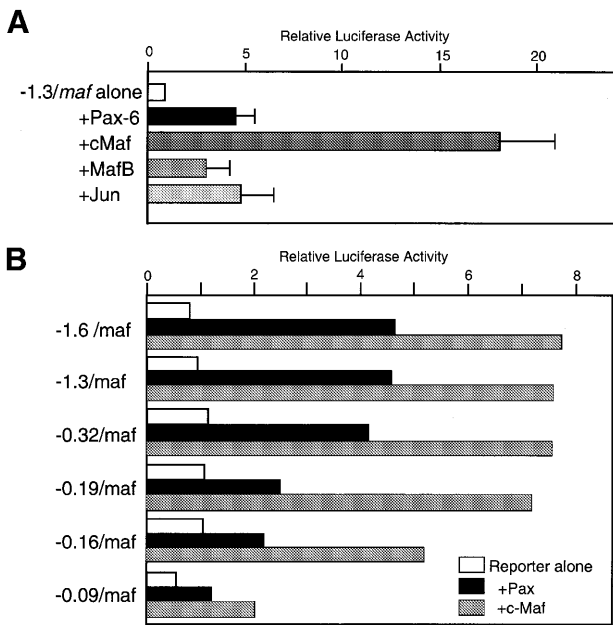 A
Relative Luciferase Activity
0 5 10 15 20
-1.3/maf alone
+Pax-6
+cMaf
+MafB
+Jun
B
Relative Luciferase Activity
0 2 4 6 8
-1.6 /maf
-1.3/maf
-0.32/maf
-0.19/maf
-0.16/maf
-0.09/maf
Reporter alone
+Pax
+c-Maf